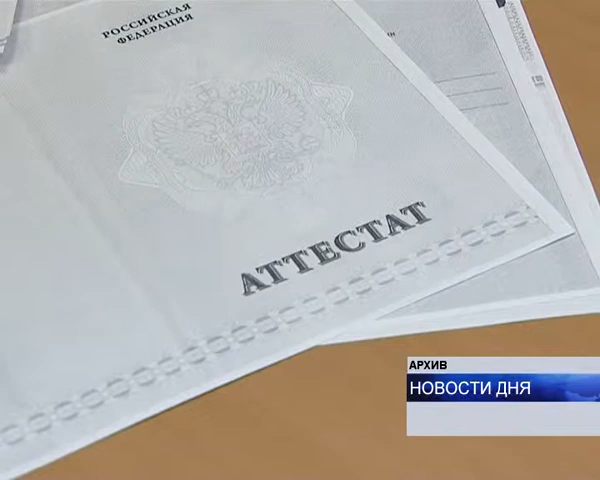 РОССИЙСКАЯ
ФЕДЕРАЦИЯ
АТТЕСТАТ
АРХИВ
НОВОСТИ ДНЯ